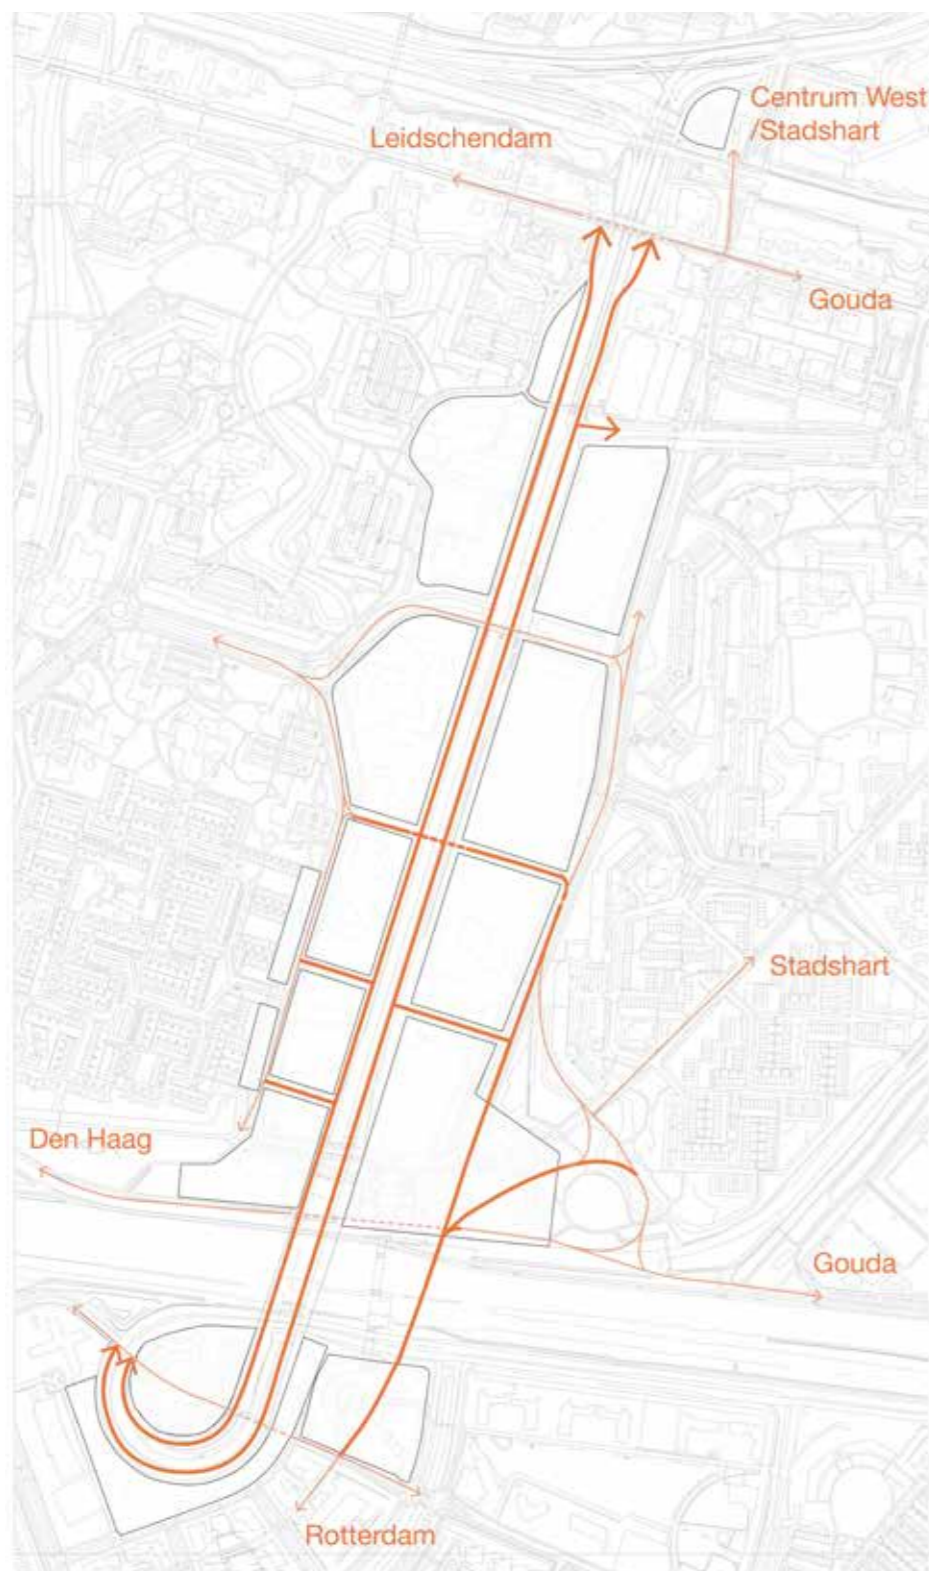 Centrum West
/Stadshart
Leidschendam
Gouda
Stadshart
Den Haag
Gouda
Rotterdam